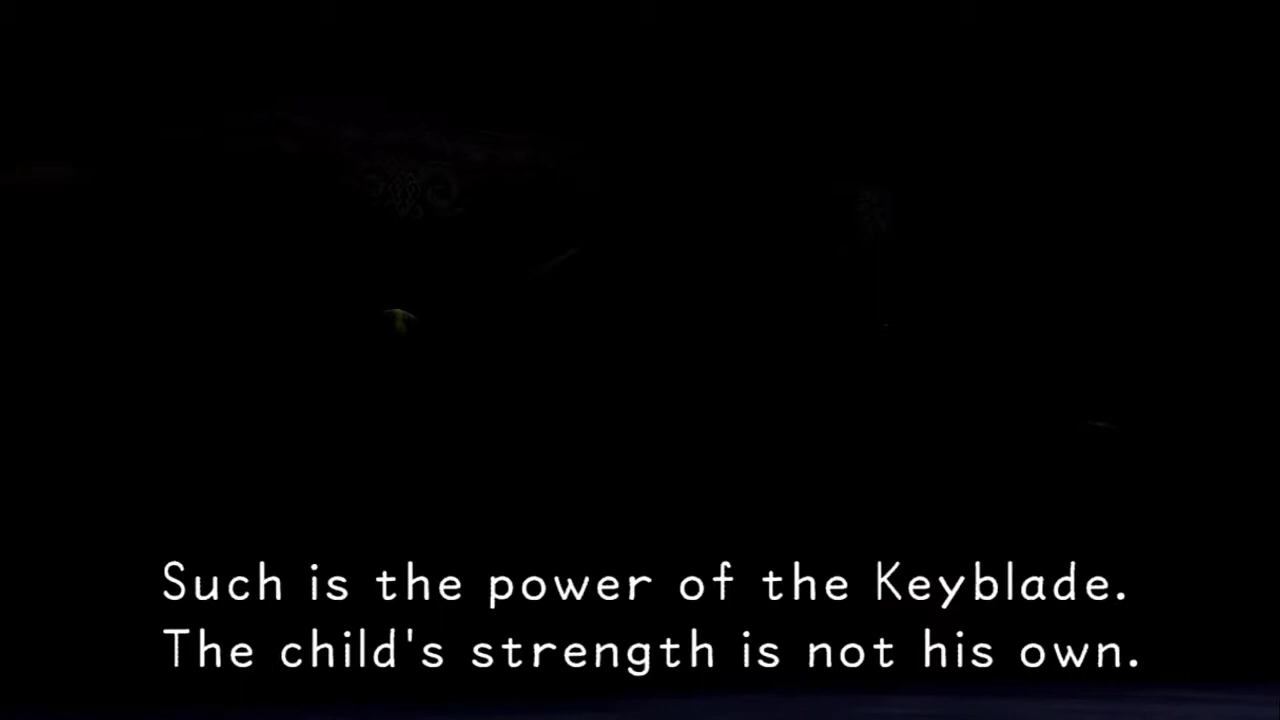 Such is the power of the Keyblade.
The child's strength is not his own.